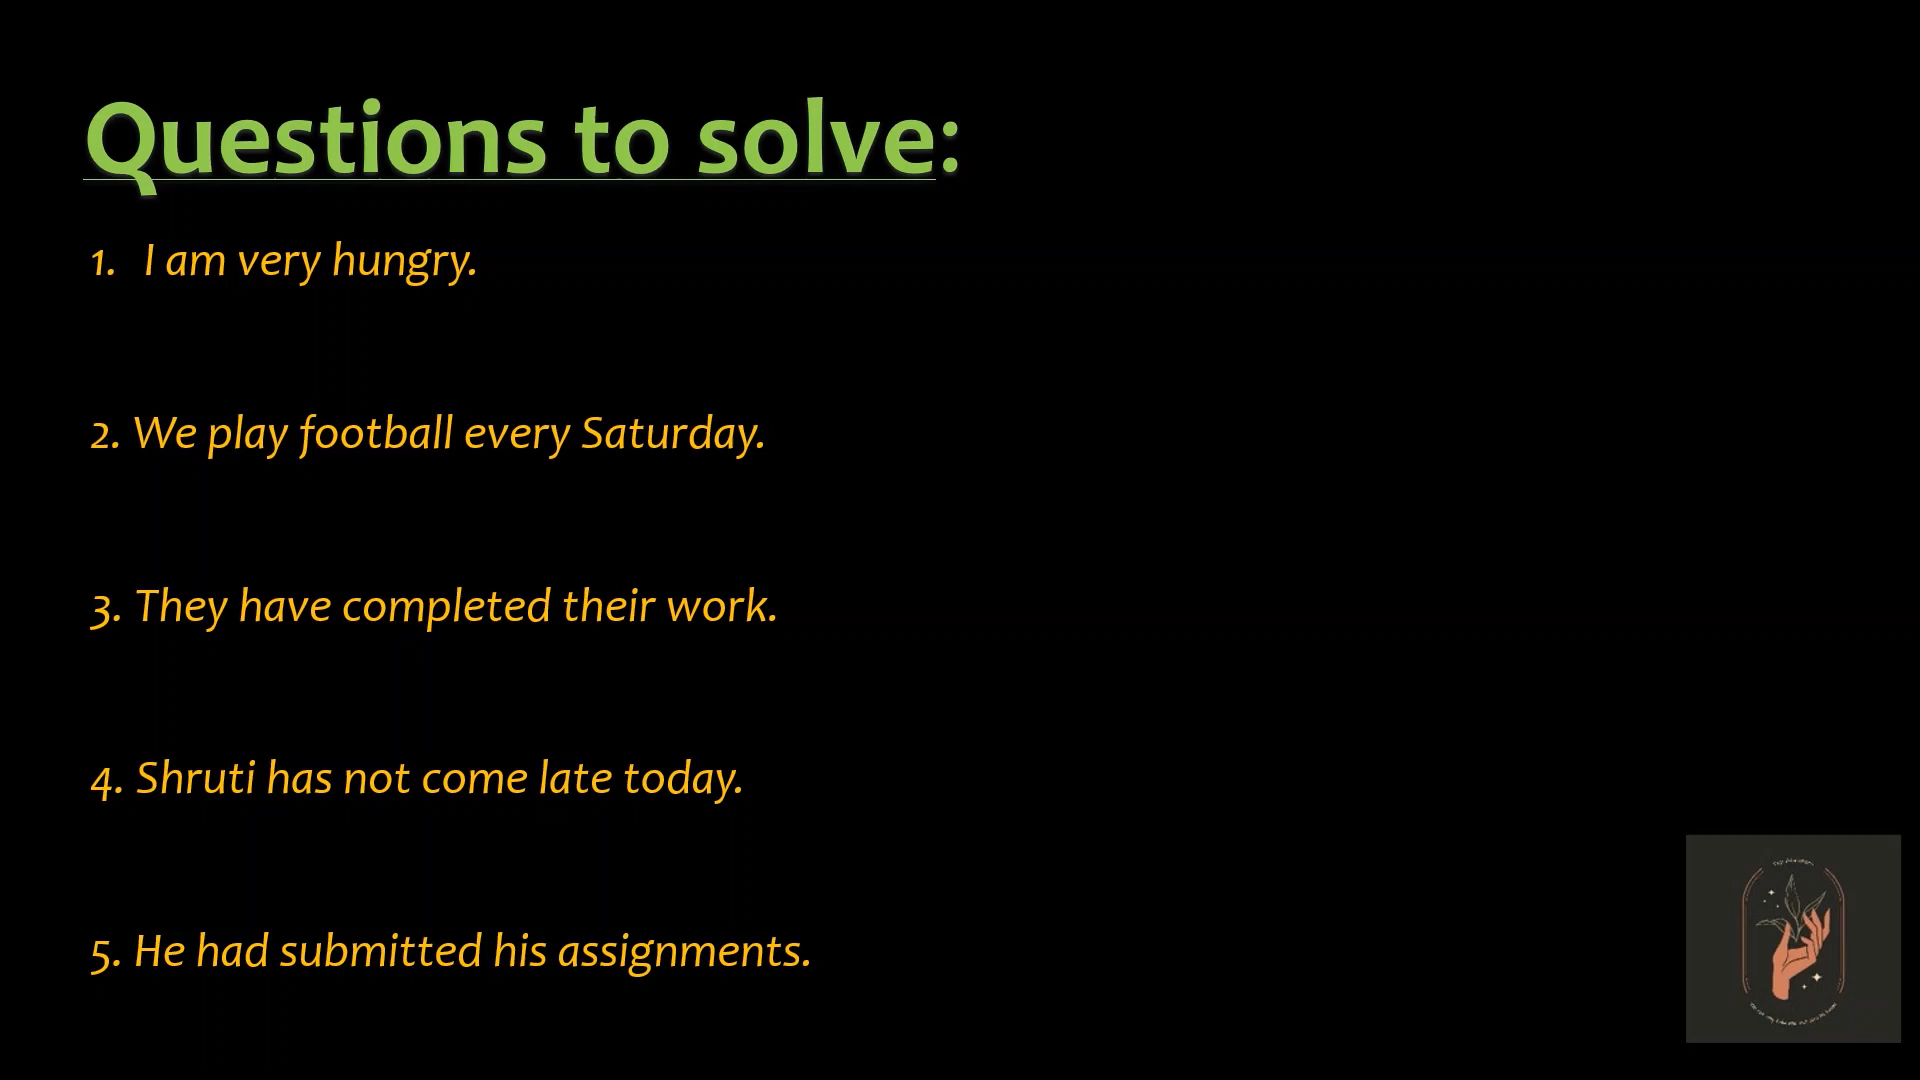 Questions to solve:
1. I am very hungry.
2. We play football every Saturday.
3. They have completed their work.
4. Shruti has not come late today.
5. He had submitted his assignments.